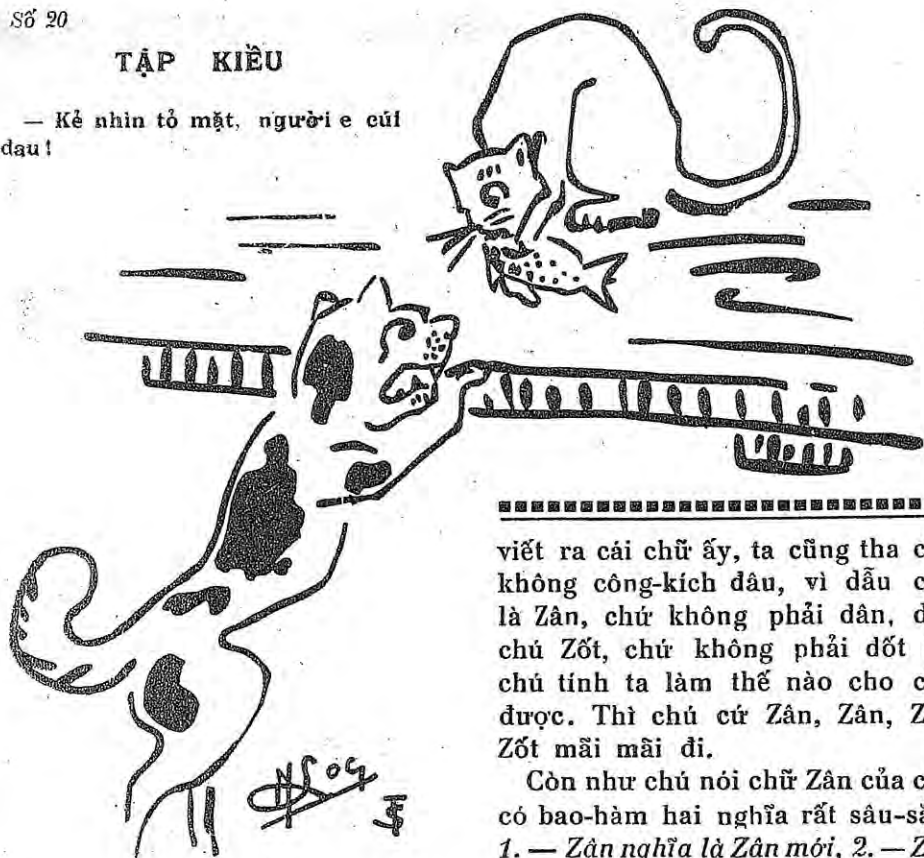 Số 20
TẬP KIỀU
— Kẻ nhìn tỏ mặt, người e cúi
dau !
viết ra cái chữ ấy, ta cũng tha
không công-kích đâu, vì dẫu
là Zân, chứ không phải dân,
chú Zốt, chứ không phải dốt
chú tính ta làm thế nào cho
được. Thì chú cứ Zân, Zân,
Zốt mãi mãi đi.
Còn như chú nói chữ Zân của
có bao-hàm hai nghĩa rất
1. — Zân nghĩa là Zân mới. 2. —